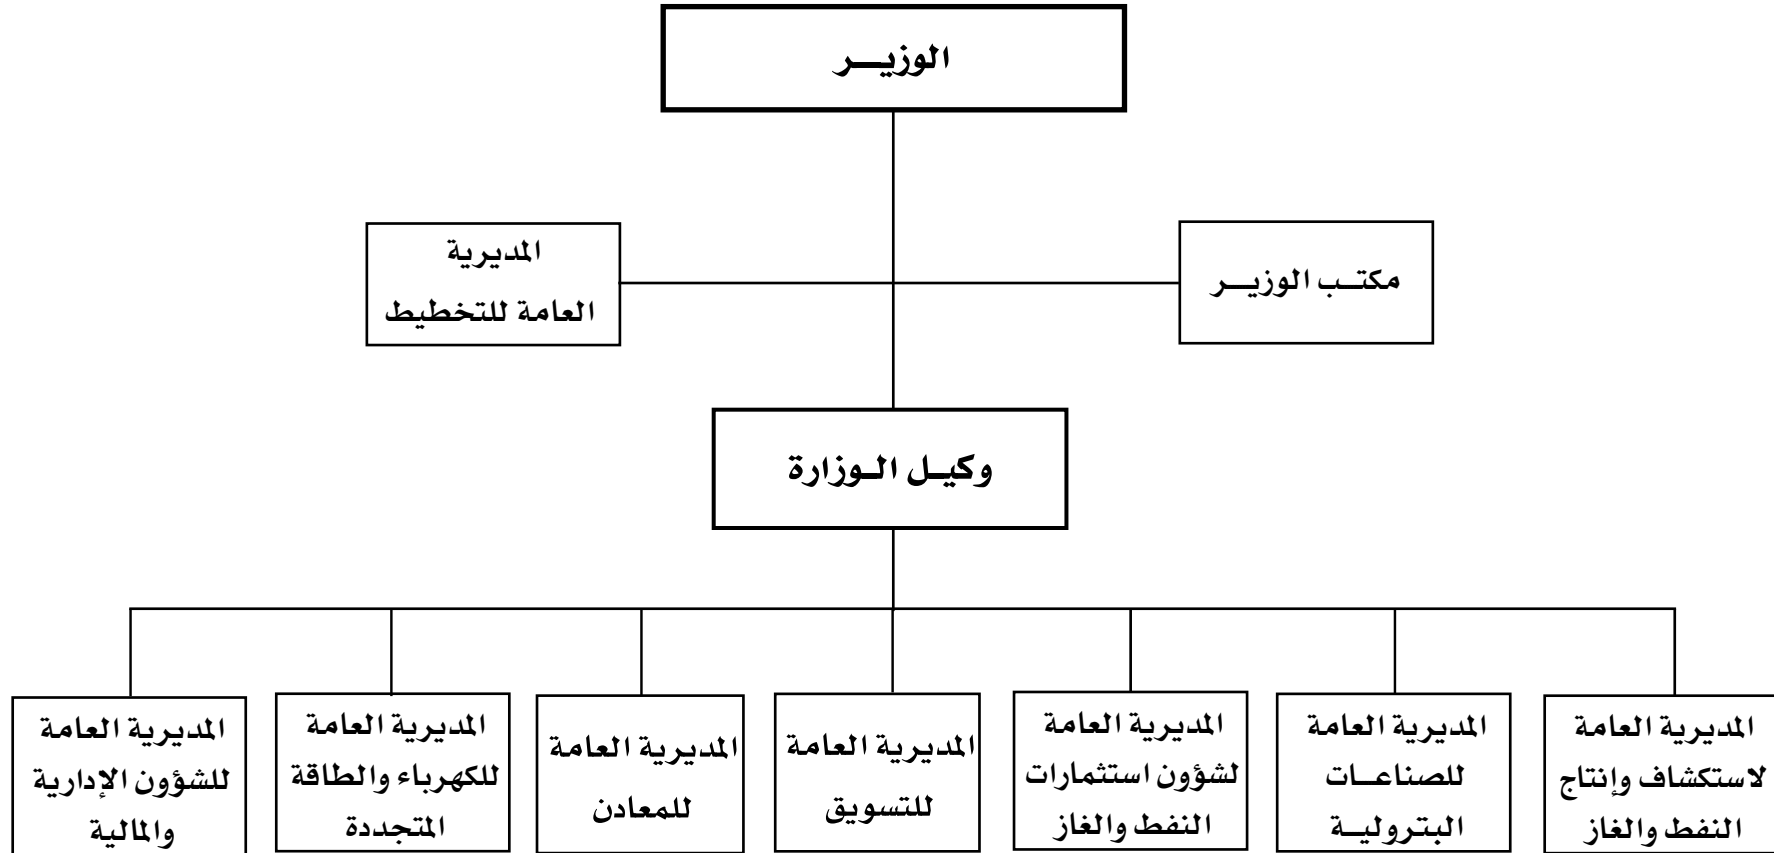 الوزيـــر
مكتــب الوزيــر
المديرية
العامة للتخطيط
وكيــل الــوزارة
المديرية العامة
لاستكشاف وإنتاج
النفط والغاز
المديرية العامة
للصناعــات
البتروليــة
المديرية العامة
لشؤون استثمارات
النفط والغاز
المديرية العامة
للتسويق
المديرية العامة
للمعادن
المديرية العامة
للكهرباء والطاقة
المتجددة
المديرية العامة
للشؤون الإدارية
والمالية